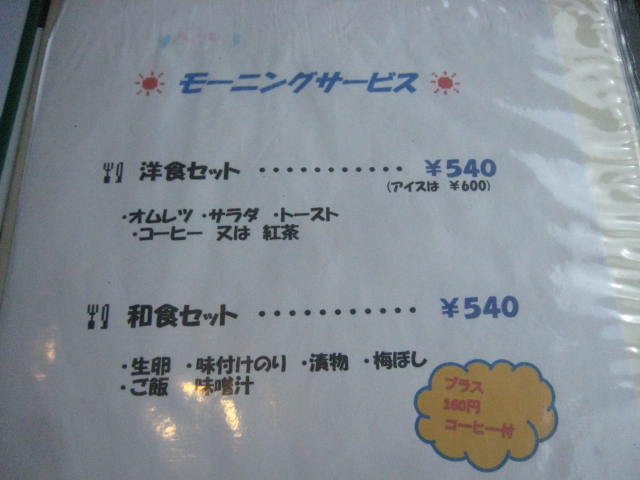 モーニングサービス
洋食セット ・・・・・・・・・・・ ¥540
(アイスは ¥600)
・オムレツ ・サラダ ・トースト
・コーヒー 又は 紅茶
和食セット ・・・・・・・・・・・ ¥540
・生卵 ・味付けのり ・漬物 ・梅ぼし
・ご飯 味噌汁
プラス
160円
コーヒー付